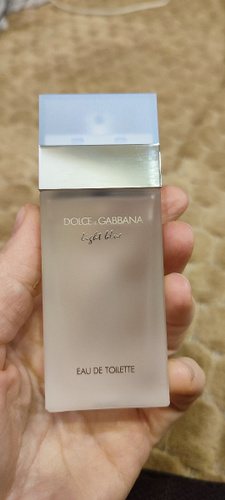 DOLCE & GABBANA
light blue
EAU DE TOILETTE